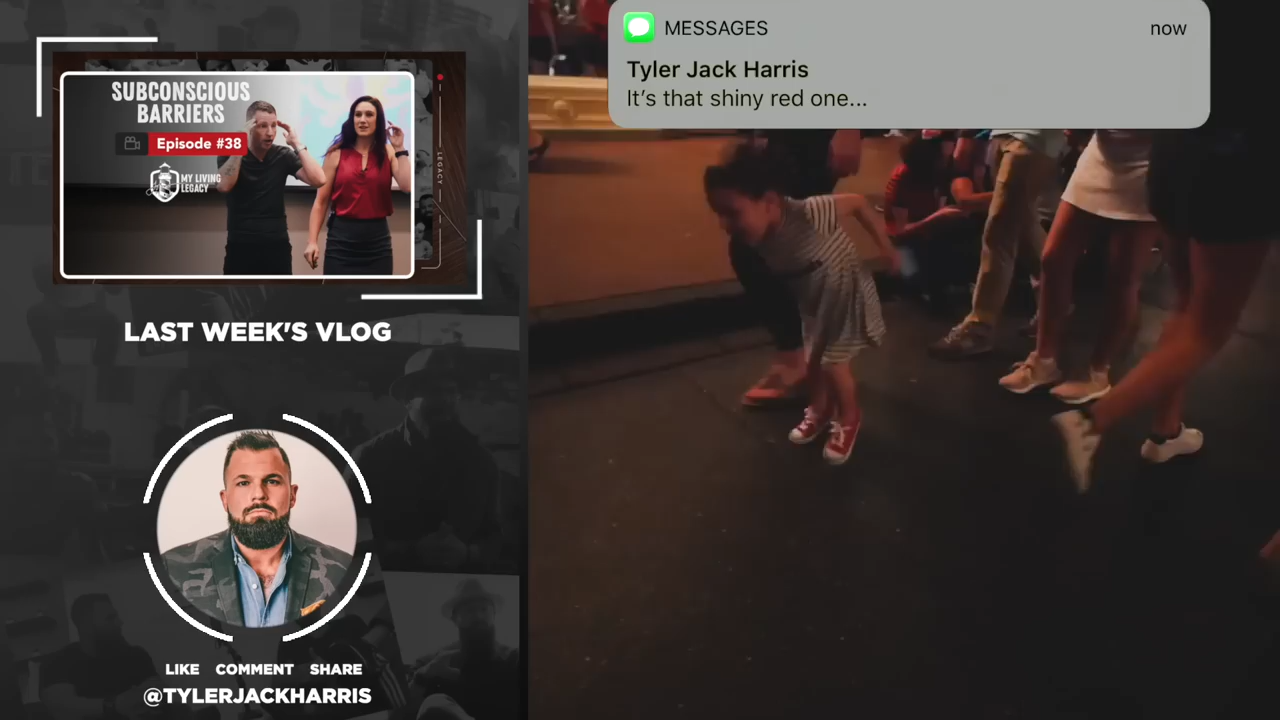 SUBCONSCIOUS
BARRIERS
Episode #38
MY LIVING
LEGACY
LEGACY
LAST WEEK'S VLOG
LIKE COMMENT SHARE
@TYLERJACKHARRIS
MESSAGES
now
Tyler Jack Harris
It's that shiny red one...